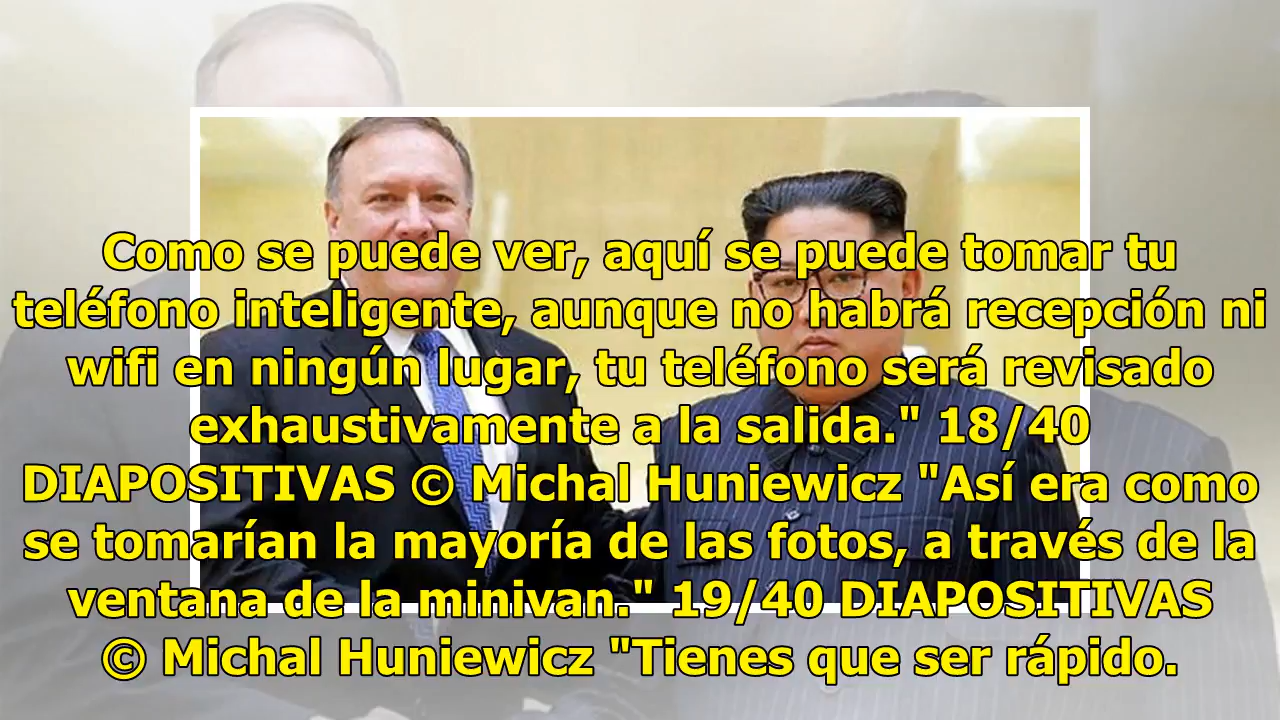 Como se puede ver, aquí se puede tomar tu
teléfono inteligente, aunque no habrá recepción ni
wifi en ningún lugar, tu teléfono será revisado
exhaustivamente a la salida." 18/40
DIAPOSITIVAS © Michal Huniewicz "Así era como
se tomarían la mayoría de las fotos, a través de la
ventana de la minivan." 19/40 DIAPOSITIVAS
© Michal Huniewicz "Tienes que ser rápido.